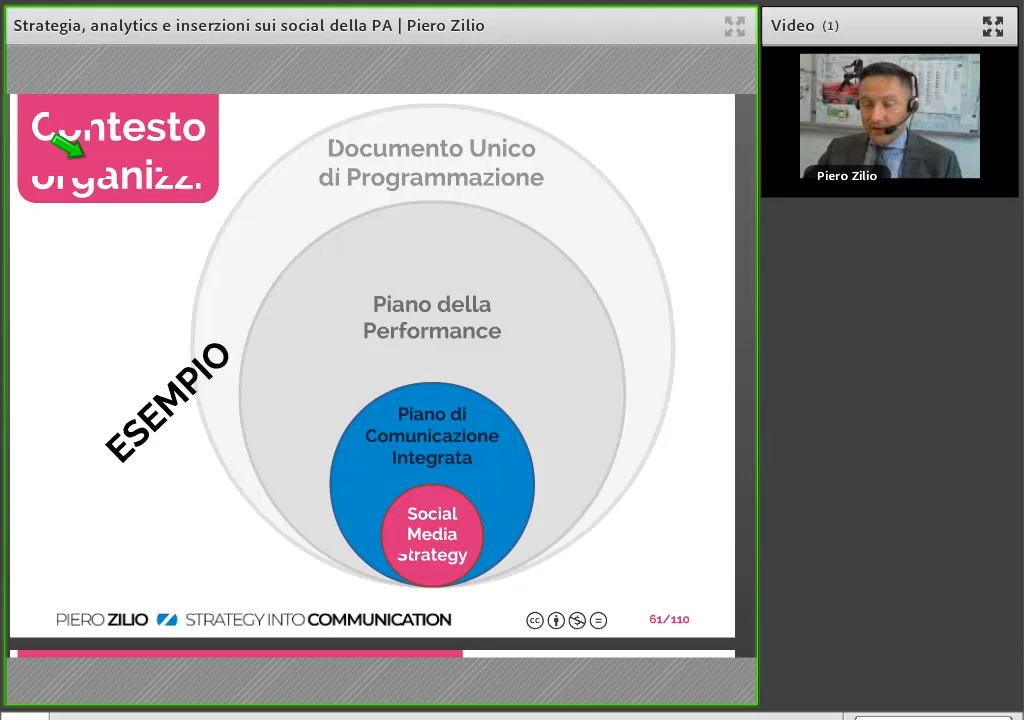 Strategia, analytics e inserzioni sui social della PA | Piero Zilio
Video (1)
Contesto
organizz.
Documento Unico
di Programmazione
Piano della
Performance
ESEMPIO
Piano di
Comunicazione
Integrata
Social
Media
Strategy
Piero Zilio
PIERO ZILIO STRATEGY INTO COMMUNICATION
cc
61/110